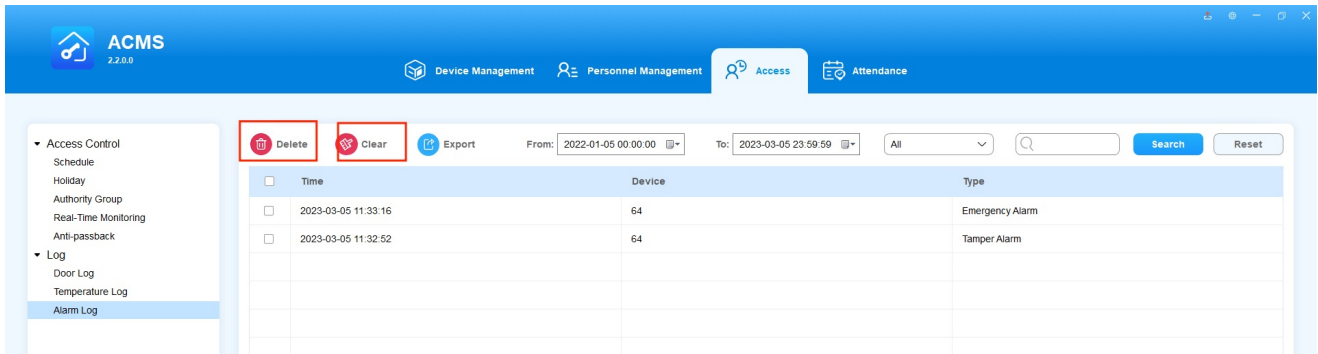 ACMS
2.2.0.0
Device Management
Personnel Management
Access
Attendance
Access Control
Schedule
Holiday
Authority Group
Real-Time Monitoring
Anti-passback
Log
Door Log
Temperature Log
Alarm Log
Delete Clear Export From: 2022-01-05 00:00:00 To: 2023-03-05 23:59:59 All Search Reset
Time Device Type
2023-03-05 11:33:16 64 Emergency Alarm
2023-03-05 11:32:52 64 Tamper Alarm